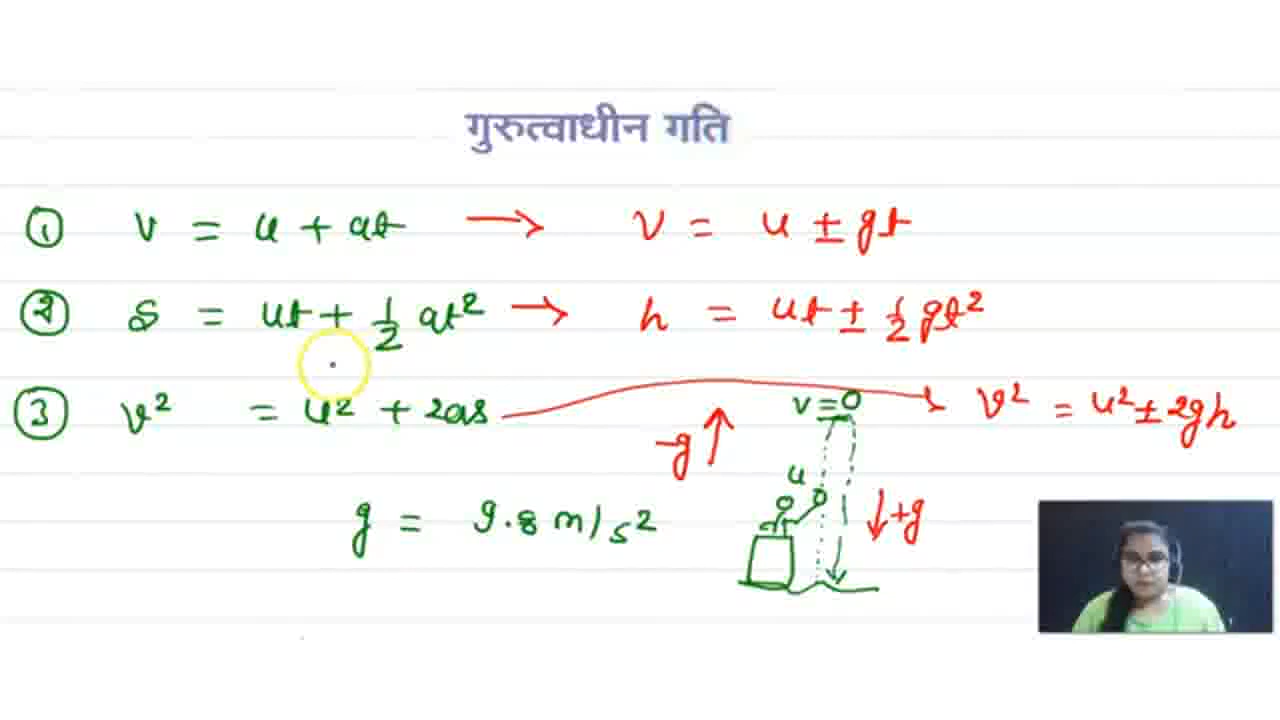 गुरुत्वाधीन गति
① v = u + at → v = u ± gt
② s = ut + 1/2 at² → h = ut ± 1/2 gt²
③ v² = u² + 2as → v² = u² ± 2gh
v = 0
-g ↑
u
g = 9.8 m/s²
↓ +g